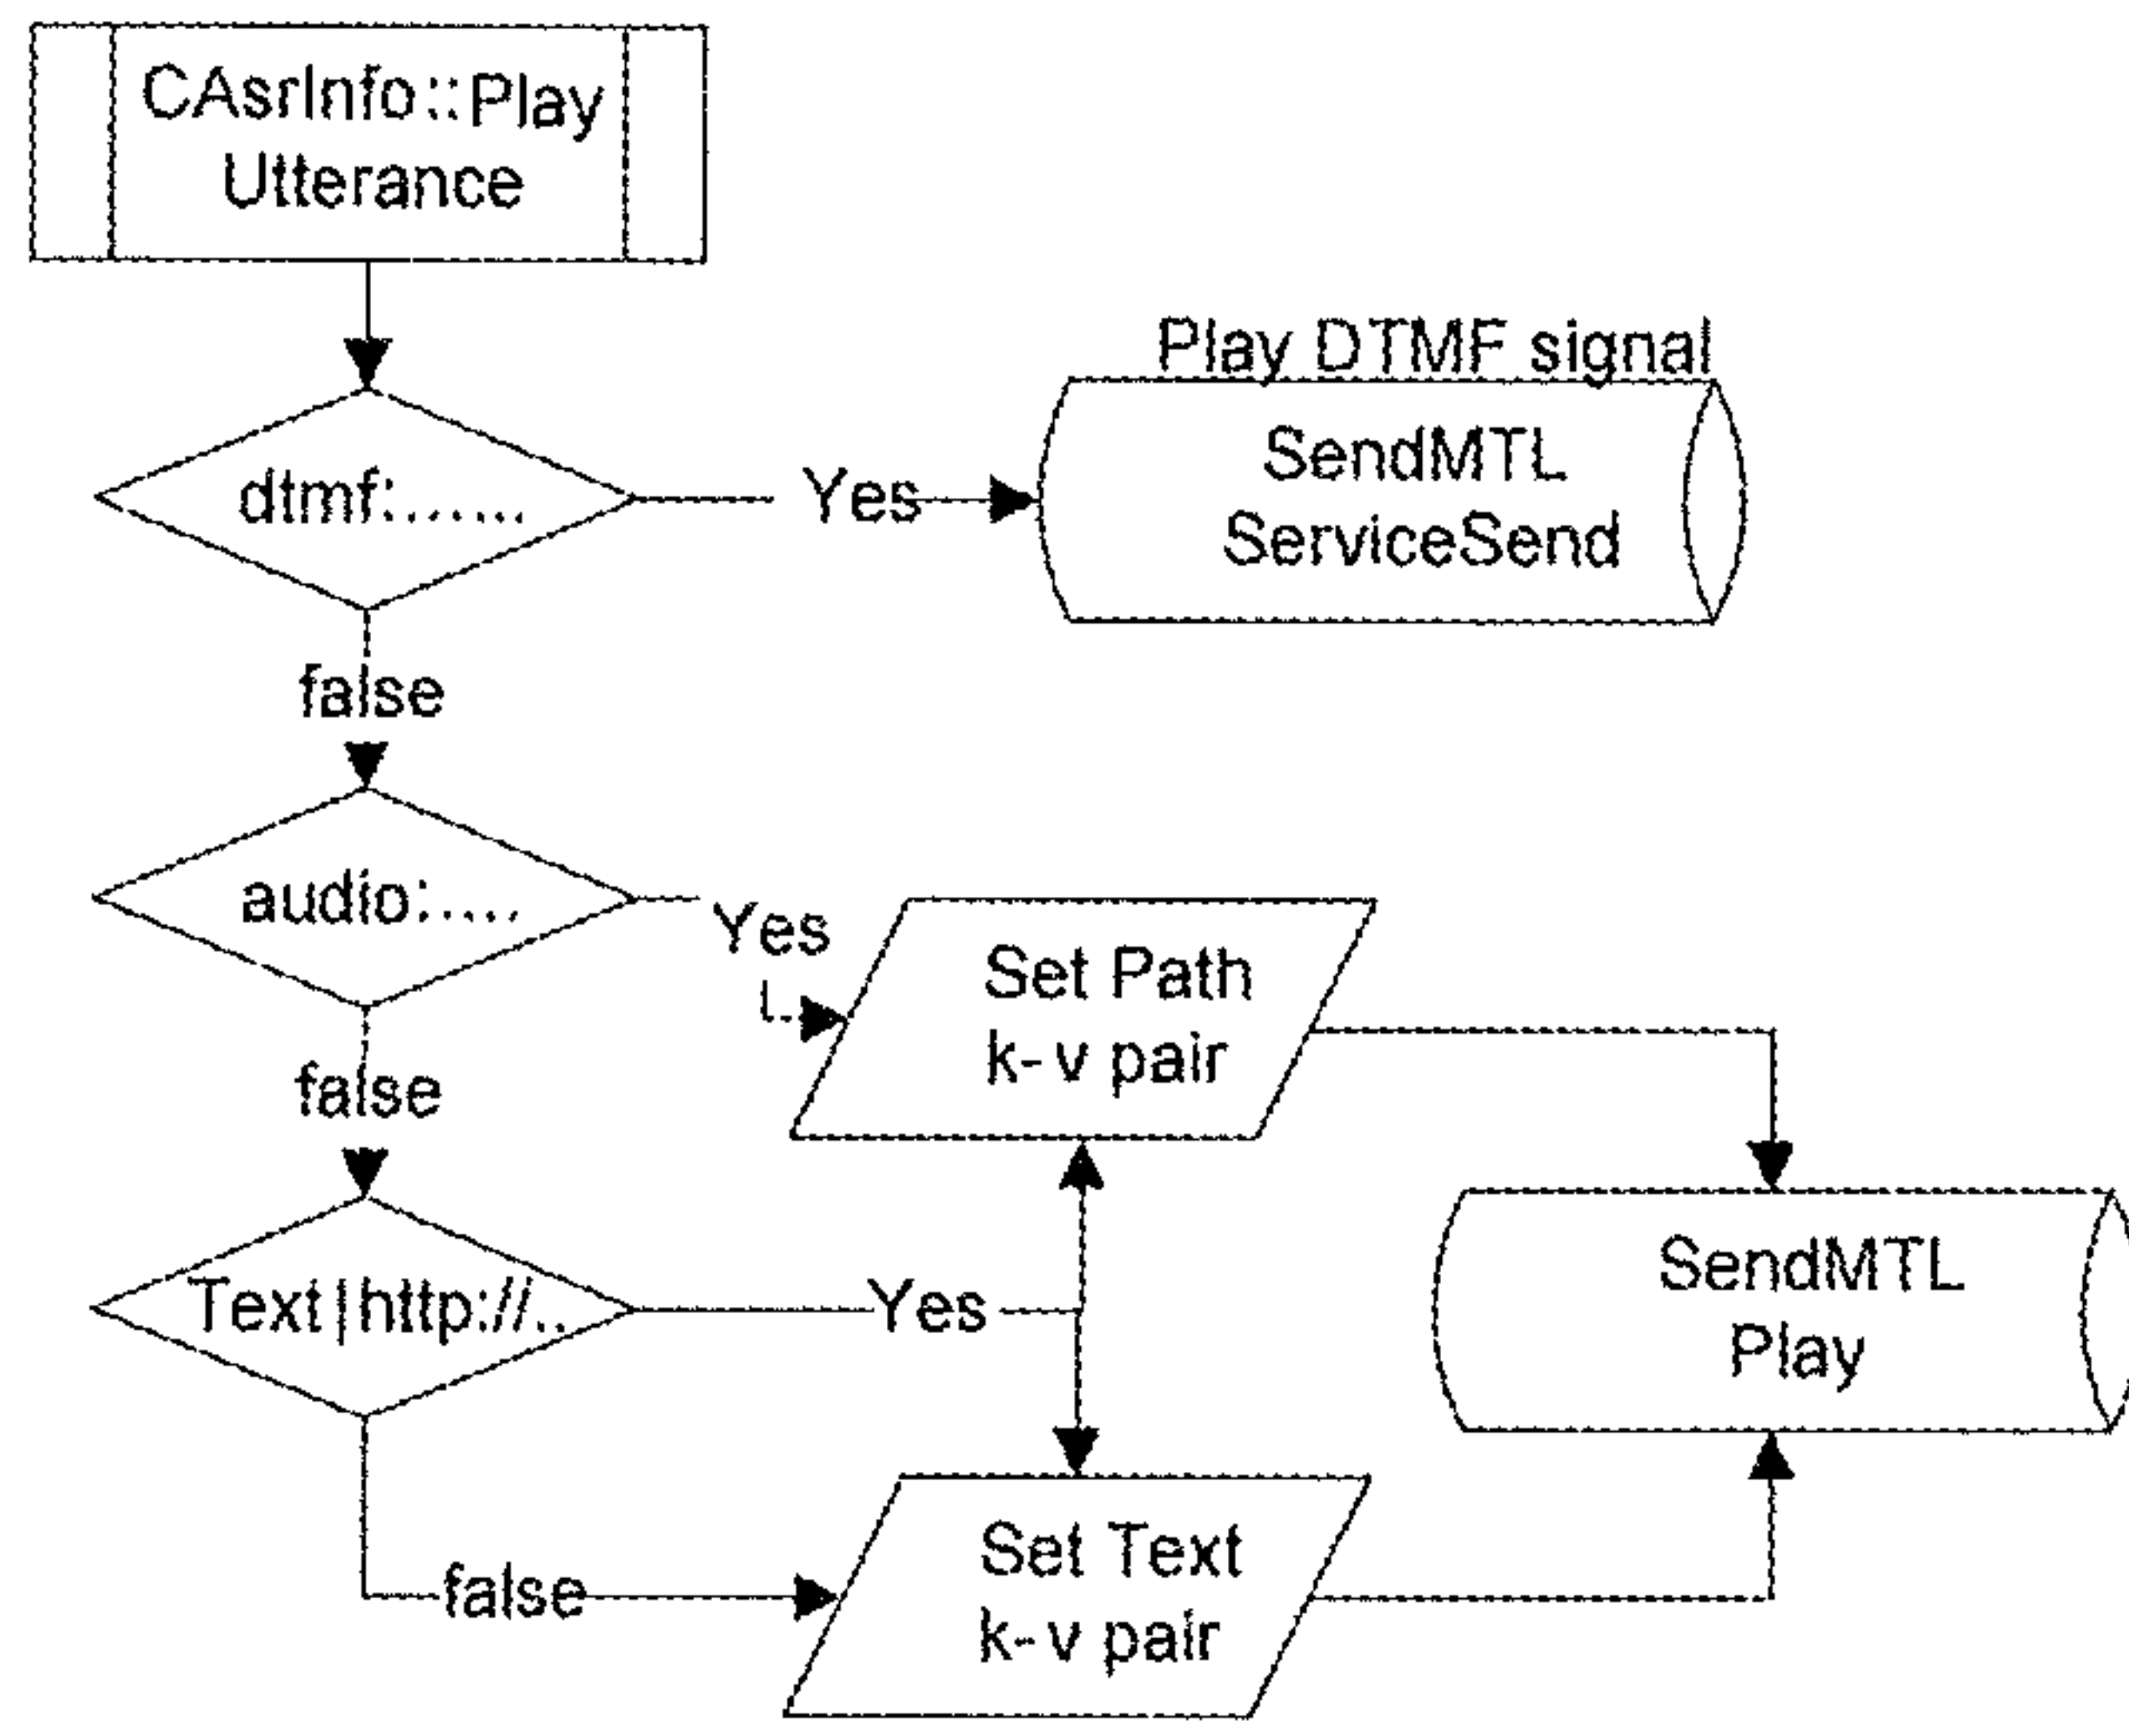 CAsrInfo::Play
Utterance
Play DTMF signal
dtmf:.......
Yes
SendMTL
ServiceSend
false
audio:....
Yes
Set Path
k-v pair
false
Text|http://..
Yes
SendMTL
Play
false
Set Text
k-v pair